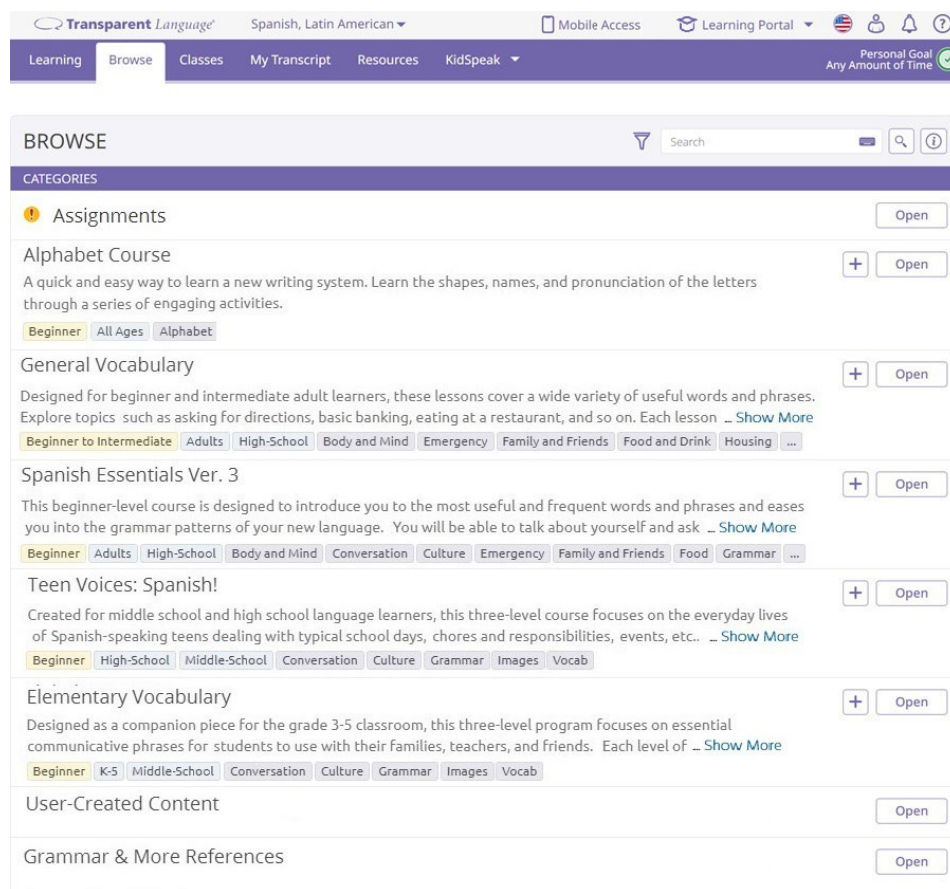 Transparent Language® Spanish, Latin American Mobile Access Learning Portal
Learning Browse Classes My Transcript Resources KidSpeak Personal Goal
Any Amount of Time
BROWSE Search
CATEGORIES
Assignments Open
Alphabet Course
+ Open
A quick and easy way to learn a new writing system. Learn the shapes, names, and pronunciation of the letters
through a series of engaging activities.
Beginner All Ages Alphabet
General Vocabulary
+ Open
Designed for beginner and intermediate adult learners, these lessons cover a wide variety of useful words and phrases.
Explore topics such as asking for directions, basic banking, eating at a restaurant, and so on. Each lesson ... Show More
Beginner to Intermediate Adults High-School Body and Mind Emergency Family and Friends Food and Drink Housing ...
Spanish Essentials Ver. 3
+ Open
This beginner-level course is designed to introduce you to the most useful and frequent words and phrases and eases
you into the grammar patterns of your new language. You will be able to talk about yourself and ask ... Show More
Beginner Adults High-School Body and Mind Conversation Culture Emergency Family and Friends Food Grammar ...
Teen Voices: Spanish!
+ Open
Created for middle school and high school language learners, this three-level course focuses on the everyday lives
of Spanish-speaking teens dealing with typical school days, chores and responsibilities, events, etc.. ... Show More
Beginner High-School Middle-School Conversation Culture Grammar Images Vocab
Elementary Vocabulary
+ Open
Designed as a companion piece for the grade 3-5 classroom, this three-level program focuses on essential
communicative phrases for students to use with their families, teachers, and friends. Each level of ... Show More
Beginner K-5 Middle-School Conversation Culture Grammar Images Vocab
User-Created Content Open
Grammar & More References Open